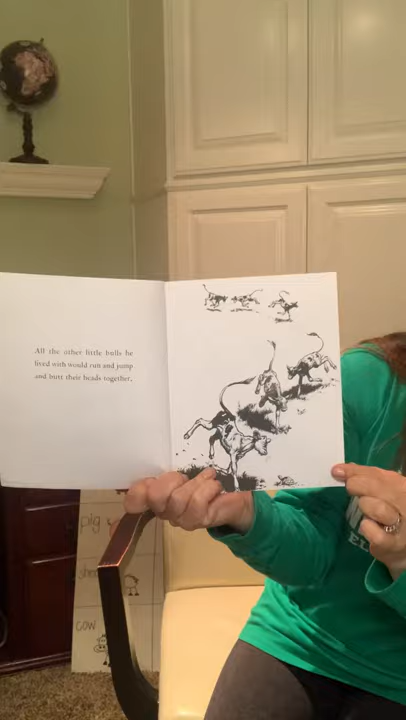 All the other little bulls he
lived with would run and jump
and butt their heads together,
pig
cow